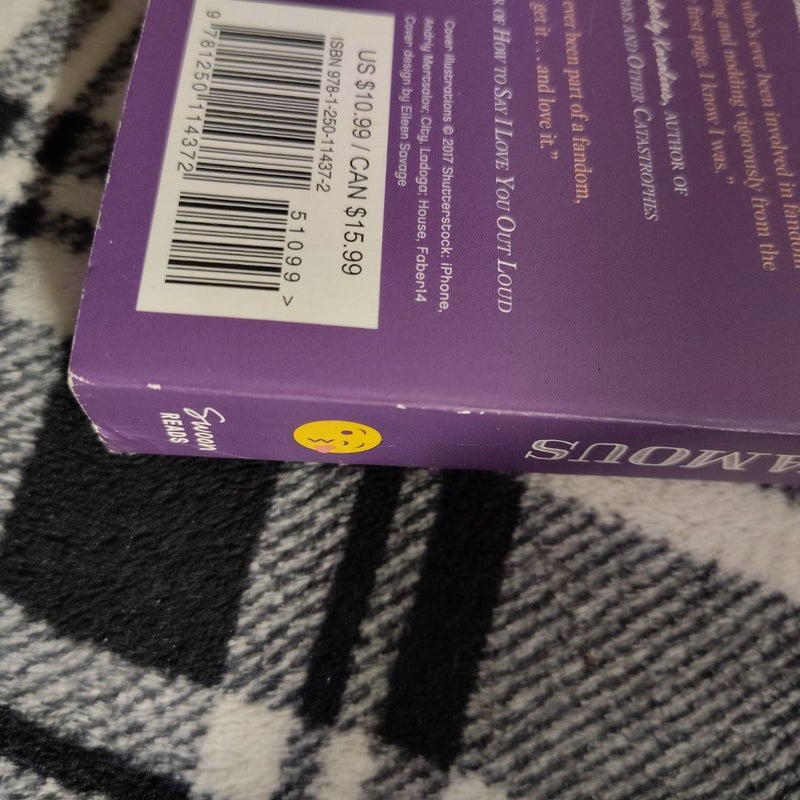 who's ever been involved in fandom
ing and nodding vigorously from the
first page. I know I was."
AUTHOR OF
AND OTHER CATASTROPHES
ever been part of a fandom,
get it . . . and love it."
R OF HOW TO SAY I LOVE YOU OUT LOUD
Cover illustrations © 2017 Shutterstock: iPhone,
Andriy Mertsalov; City, Ladoga; House, Faber14
Cover design by Eileen Savage
US $10.99 / CAN $15.99
ISBN 978-1-250-11437-2
9 781250 114372
51099 >
AMOUS
Swoon
READS